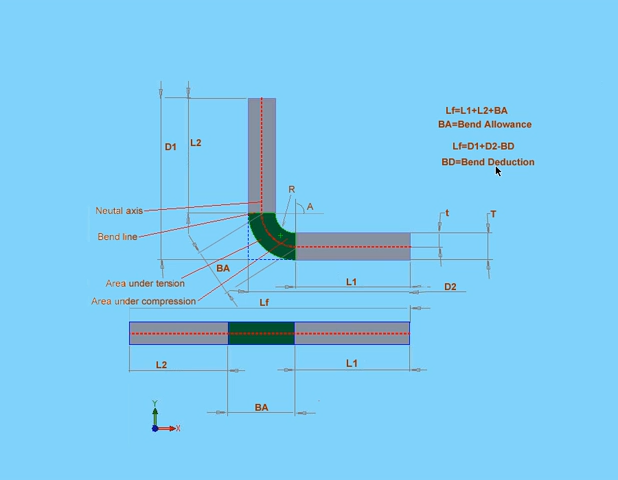 Lf=L1+L2+BA
BA=Bend Allowance
Lf=D1+D2-BD
BD=Bend Deduction
D1
L2
R
A
Neutal axis
Bend line
t
T
BA
Area under tension
Area under compression
L1
D2
Lf
L2
L1
BA
Y
X